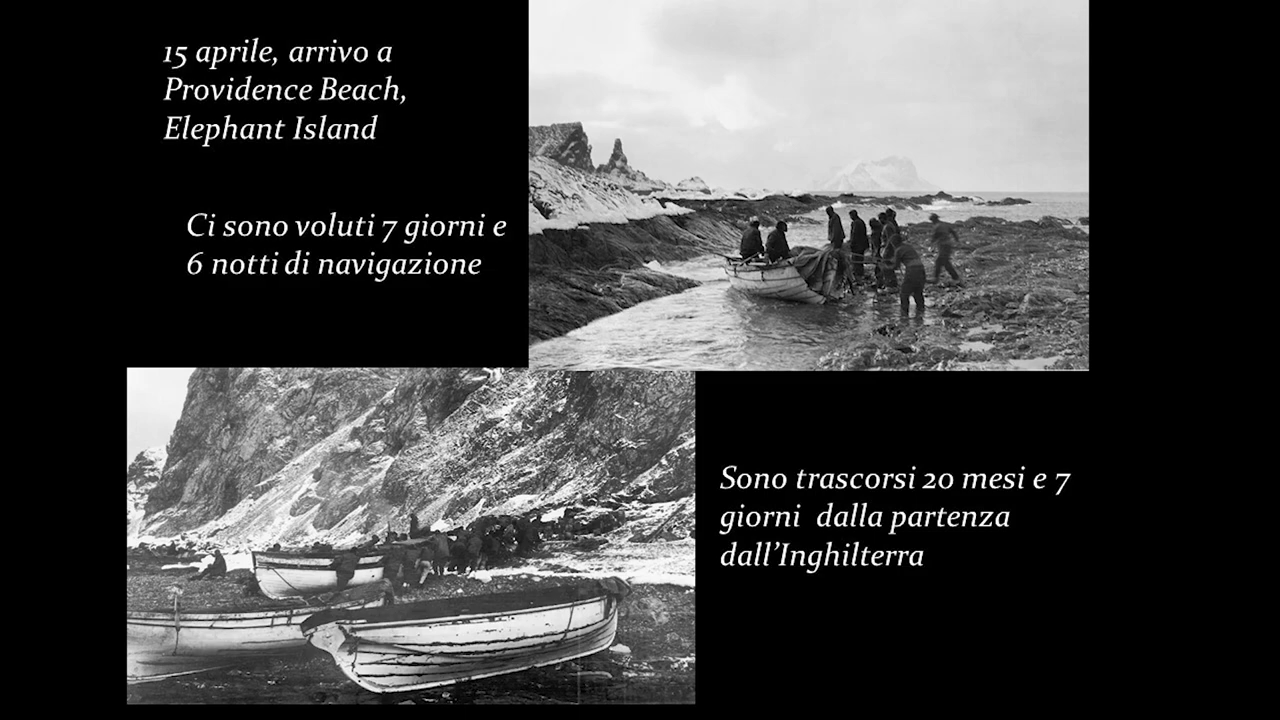 15 aprile, arrivo a
Providence Beach,
Elephant Island
Ci sono voluti 7 giorni e
6 notti di navigazione
Sono trascorsi 20 mesi e 7
giorni dalla partenza
dall'Inghilterra